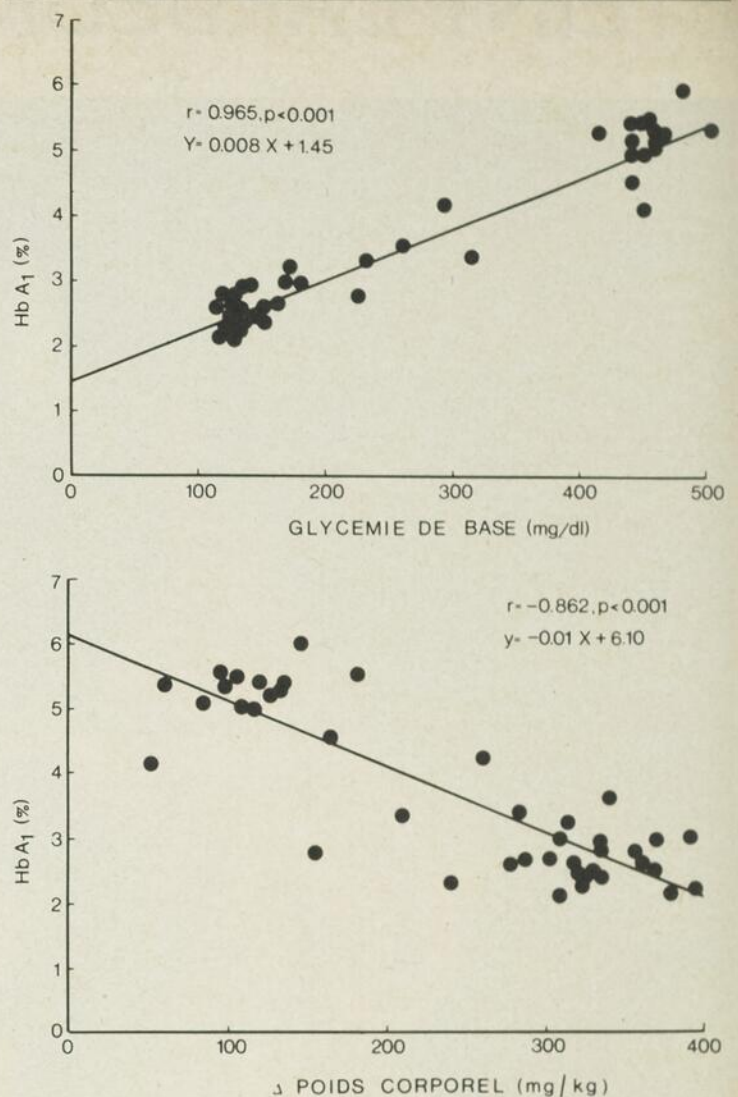 7
6
5
4
3
2
1
0
Hb A₁ (%)
r= 0.965,p<0.001
Y= 0.008 X + 1.45
0 100 200 300 400 500
GLYCEMIE DE BASE (mg/dl)
7
6
5
4
3
2
1
0
Hb A₁ (%)
r= -0.862, p<0.001
y= -0.01 X + 6.10
0 100 200 300 400
Δ POIDS CORPOREL (mg/kg)